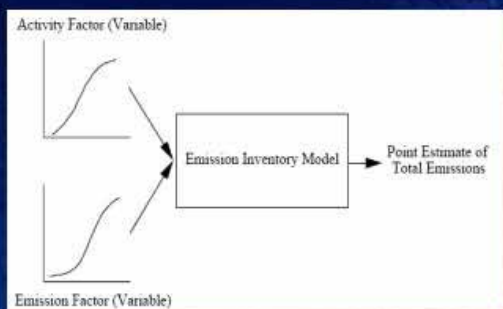 Activity Factor (Variable)
Emission Inventory Model
Point Estimate of
Total Emissions
Emission Factor (Variable)